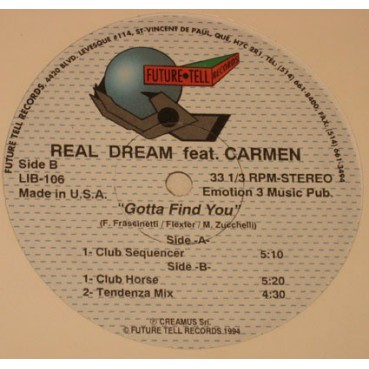 FUTURE TELL RECORDS, 4420 BLVD. LEVESQUE #114, ST-VINCENT DE PAUL, QUÉ, H7C 2R1, TEL. (514) 661-2400, FAX. (514) 661-2494
FUTURE•TELL
RECORDS
REAL DREAM feat. CARMEN
Side B
LIB-106
Made in U.S.A.
33 1/3 RPM-STEREO
Emotion 3 Music Pub.
"Gotta Find You"
(F. Frassinetti / Flexter / M. Zucchelli)
Side -A-
1- Club Sequencer 5:10
Side -B-
1- Club Horse 5:20
2- Tendenza Mix 4:30
℗ CREAMUS Srl.
© FUTURE TELL RECORDS 1994